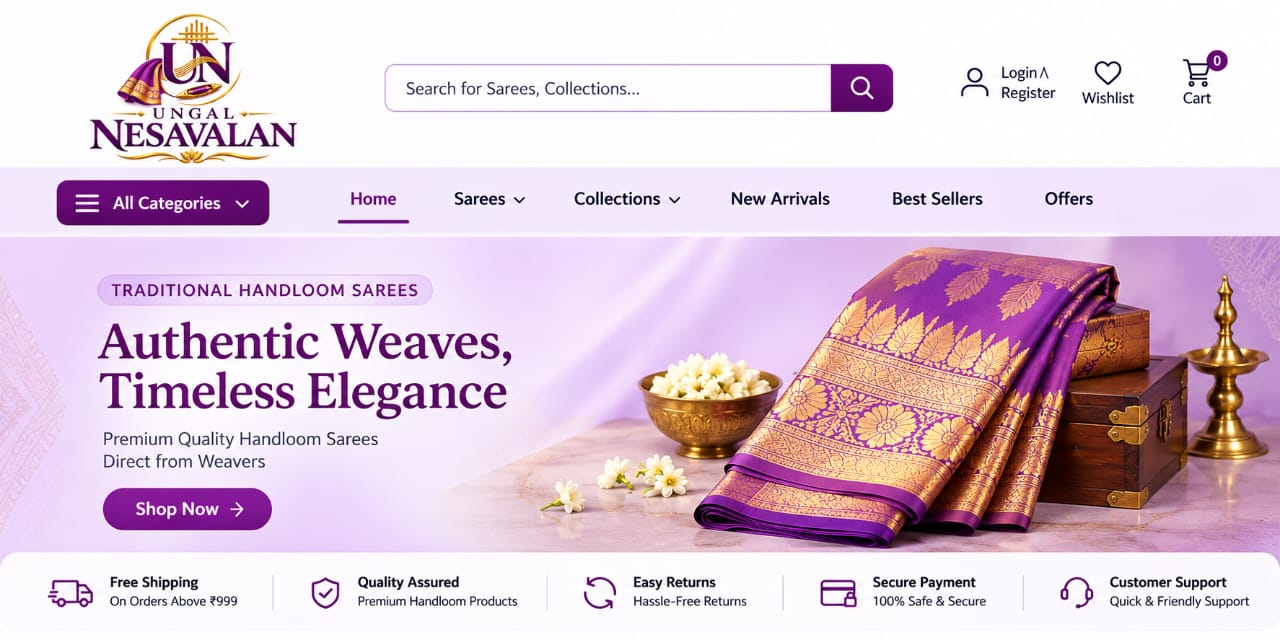 UN
UNGAL
NESAVALAN
Search for Sarees, Collections...
Login /\
Register
Wishlist
0
Cart
All Categories
Home
Sarees
Collections
New Arrivals
Best Sellers
Offers
TRADITIONAL HANDLOOM SAREES
Authentic Weaves,
Timeless Elegance
Premium Quality Handloom Sarees
Direct from Weavers
Shop Now →
Free Shipping
On Orders Above ₹999
Quality Assured
Premium Handloom Products
Easy Returns
Hassle-Free Returns
Secure Payment
100% Safe & Secure
Customer Support
Quick & Friendly Support